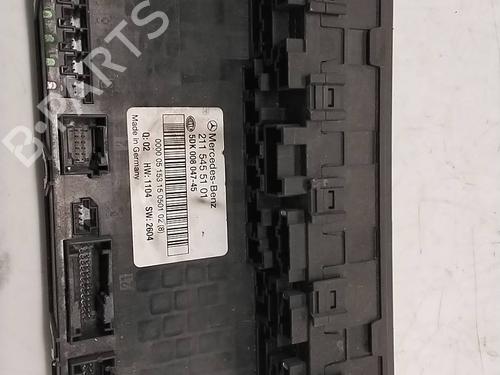 B-PARTS
Mercedes-Benz
211 545 51 01
5DK 008 047-45
0000 05 153 15 0501 02 (8)
Q: 02 HW: 1104 SW: 2604
Made in Germany